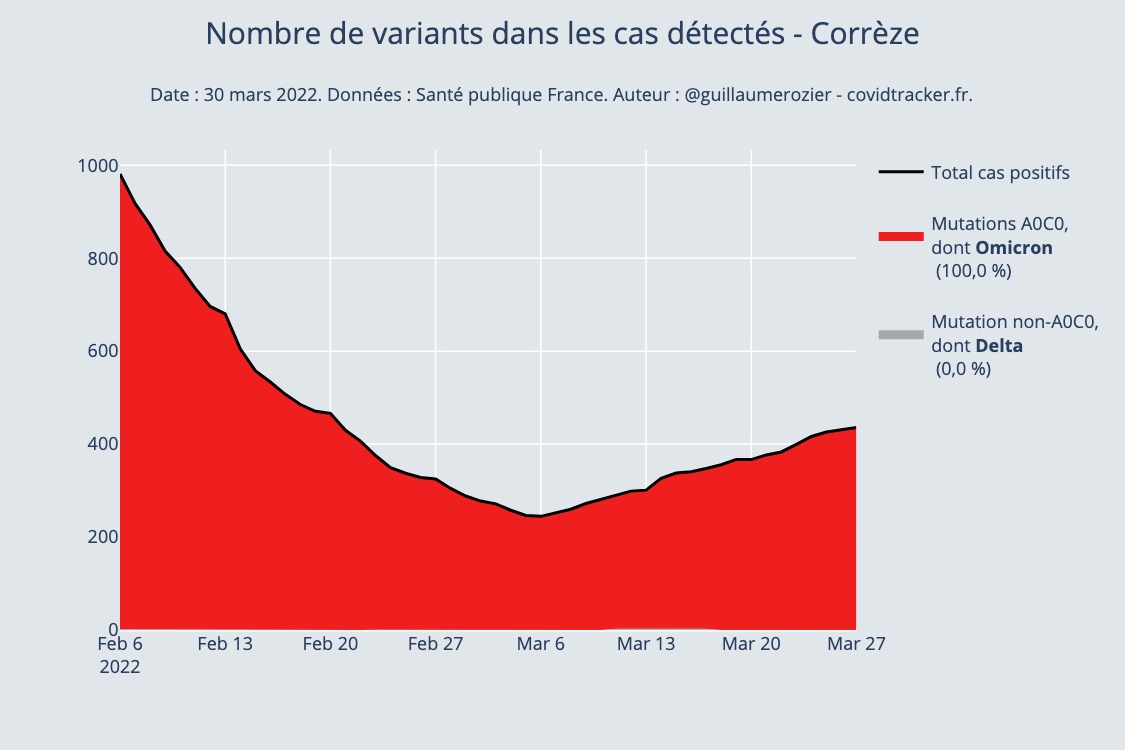 Nombre de variants dans les cas détectés - Corrèze
Date : 30 mars 2022. Données : Santé publique France. Auteur : @guillaumerozier - covidtracker.fr.
1000
800
600
400
200
0
Feb 6
2022
Feb 13
Feb 20
Feb 27
Mar 6
Mar 13
Mar 20
Mar 27
Total cas positifs
Mutations A0C0,
dont Omicron
(100,0 %)
Mutation non-A0C0,
dont Delta
(0,0 %)